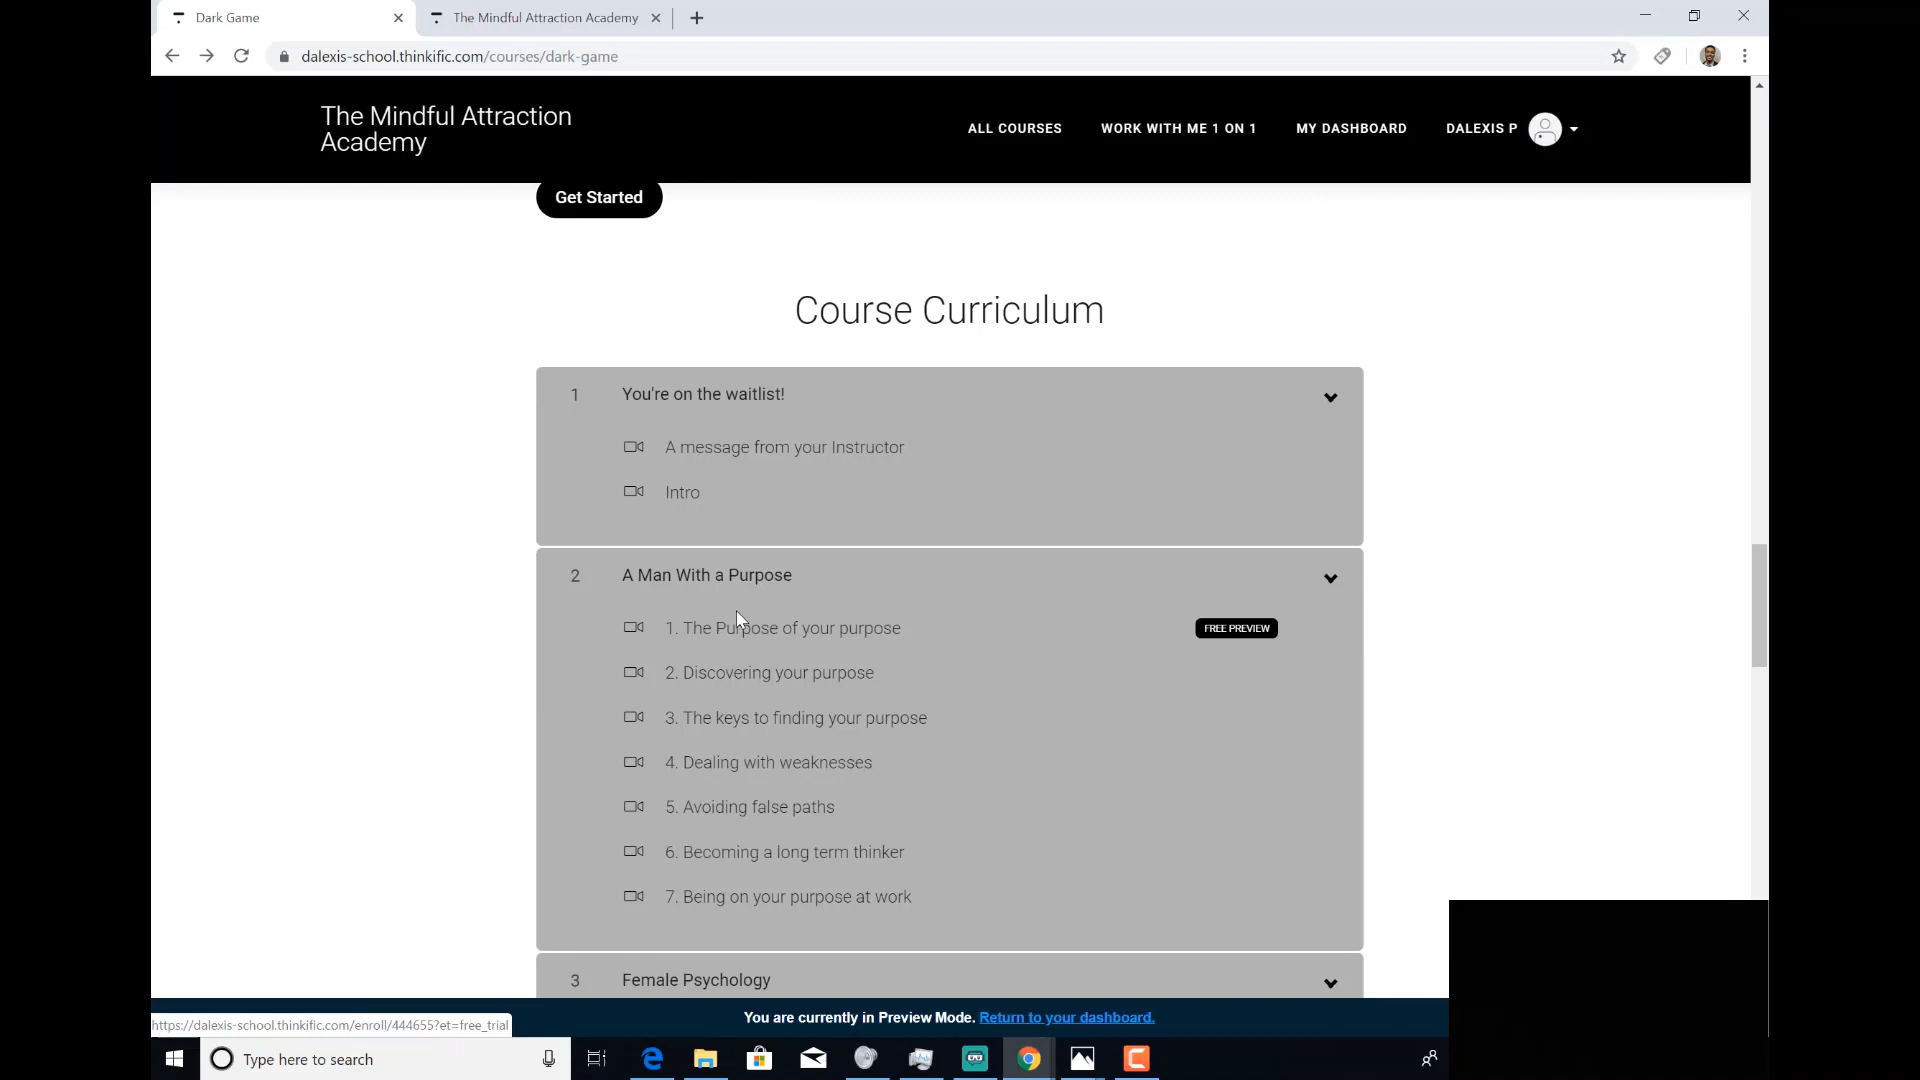 Dark Game
The Mindful Attraction Academy
dalexis-school.thinkific.com/courses/dark-game
The Mindful Attraction
Academy
ALL COURSES
WORK WITH ME 1 ON 1
MY DASHBOARD
DALEXIS P
Get Started
Course Curriculum
1 You're on the waitlist!
A message from your Instructor
Intro
2 A Man With a Purpose
1. The Purpose of your purpose FREE PREVIEW
2. Discovering your purpose
3. The keys to finding your purpose
4. Dealing with weaknesses
5. Avoiding false paths
6. Becoming a long term thinker
7. Being on your purpose at work
3 Female Psychology
You are currently in Preview Mode. Return to your dashboard.
https://dalexis-school.thinkific.com/enroll/444655?et=free_trial
Type here to search